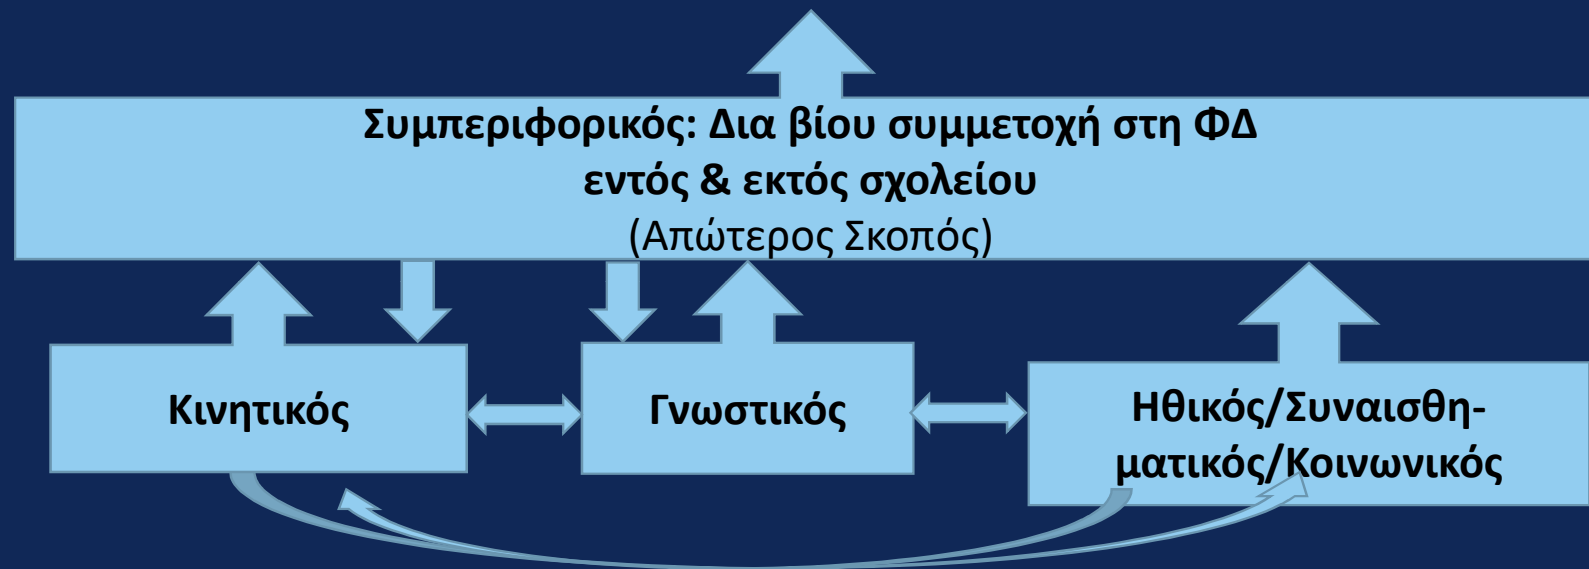 Συμπεριφορικός: Δια βίου συμμετοχή στη ΦΔ
εντός & εκτός σχολείου
(Απώτερος Σκοπός)
Κινητικός
Γνωστικός
Ηθικός/Συναισθη-
ματικός/Κοινωνικός